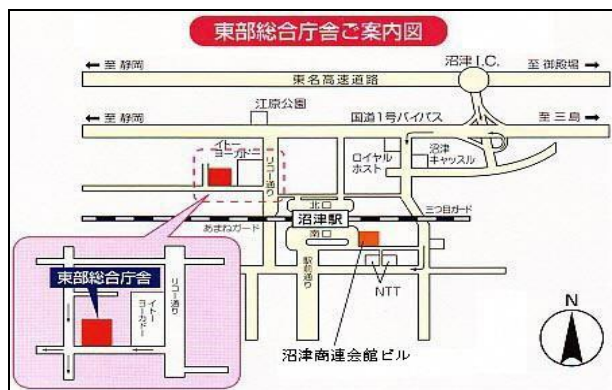 東部総合庁舎ご案内図
沼津I.C.
← 至 静岡
至 御殿場 →
東名高速道路
← 至 静岡
江原公園
国道1号バイパス
至 三島 →
イトー
ヨーカドー
リコー通り
ロイヤル
ホスト
沼津
キャッスル
北口
沼津駅
三つ目ガード
あまねガード
南口
東部総合庁舎
リコー通り
イトー
ヨーカドー
駅前通り
NTT
沼津商連会館ビル
N